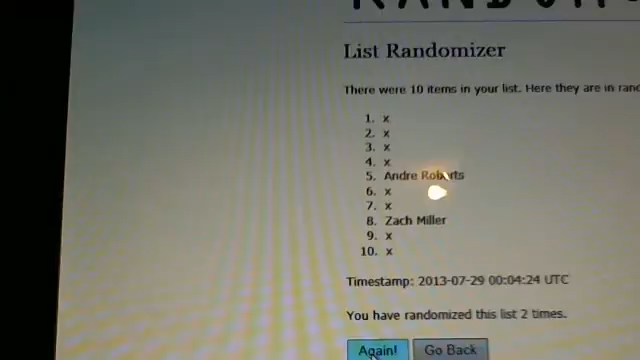 List Randomizer
There were 10 items in your list. Here they are in
1. x
2. x
3. x
4. x
5. Andre Roberts
6. x
7. x
8. Zach Miller
9. x
10. x
Timestamp: 2013-07-29 00:04:24 UTC
You have randomized this list 2 times.
Again! Go Back